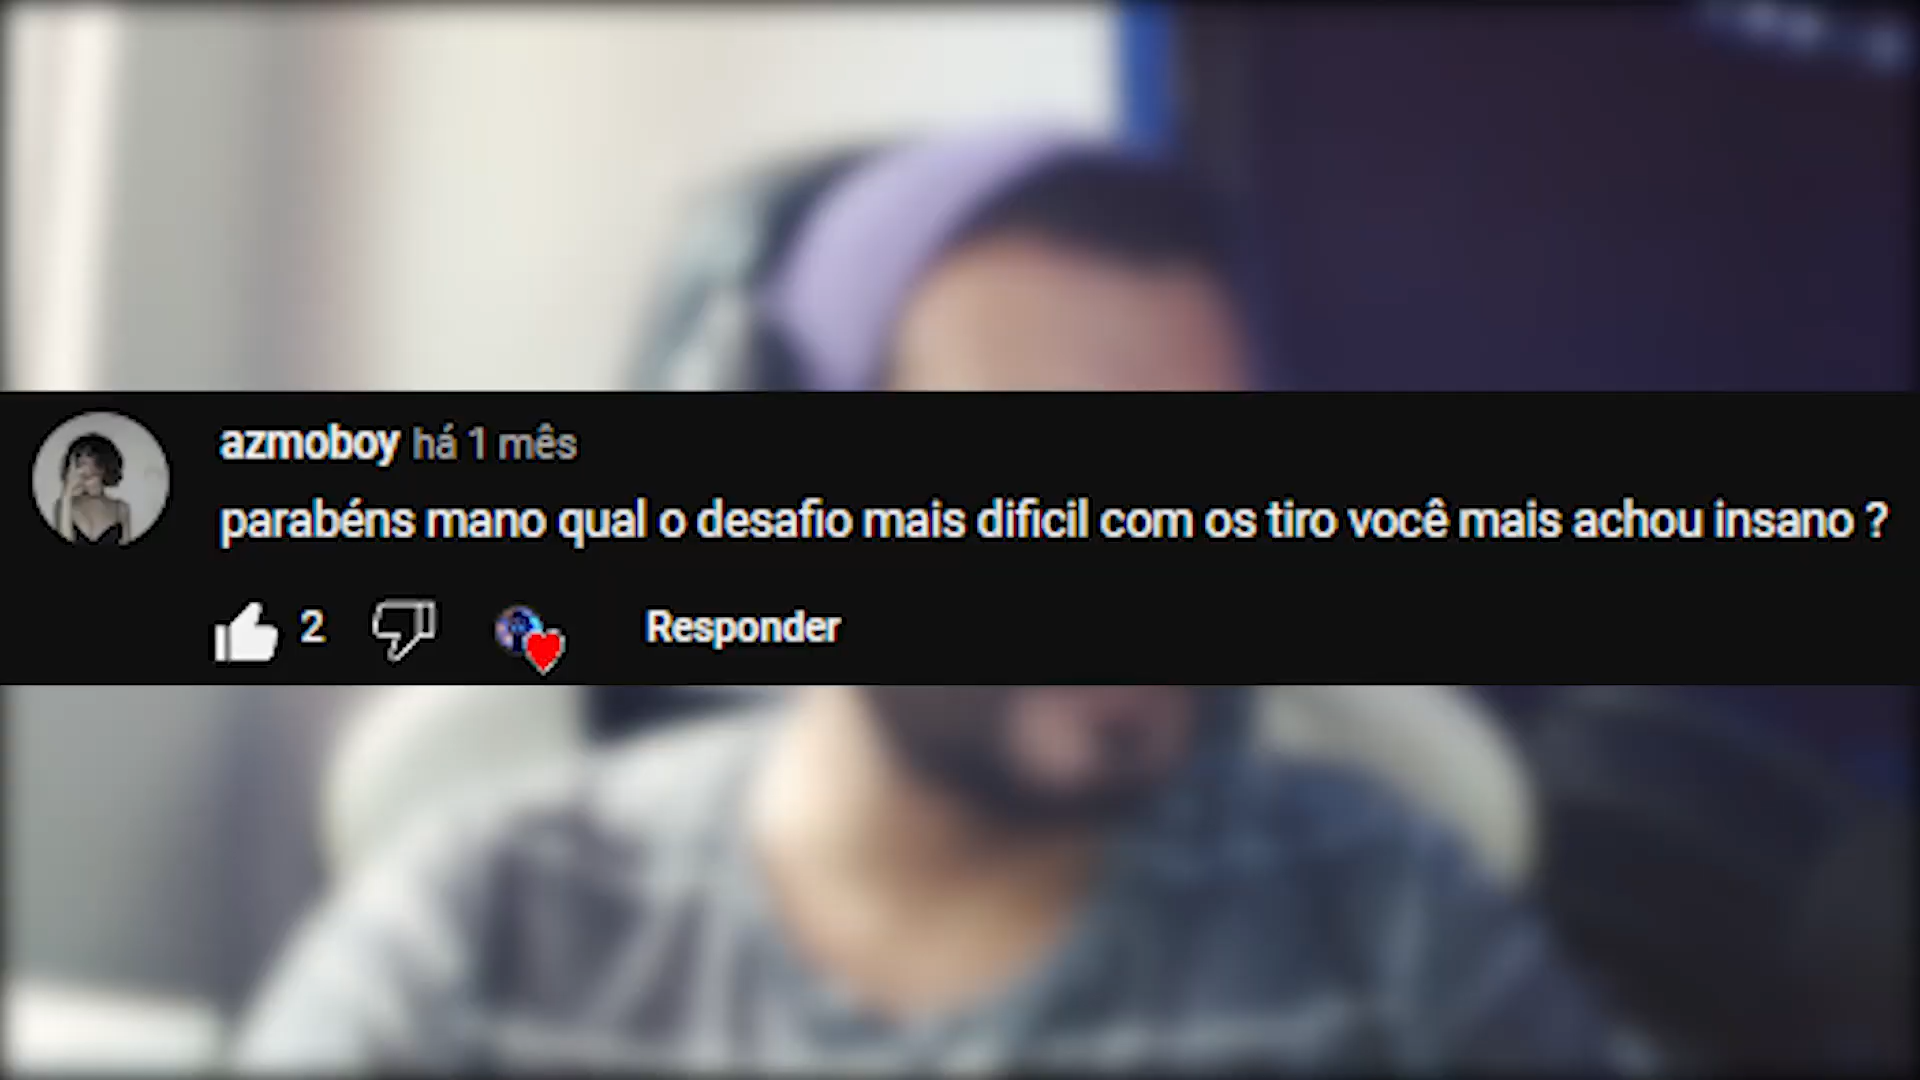 azmoboy há 1 mês
parabéns mano qual o desafio mais dificil com os tiro você mais achou insano ?
2 Responder